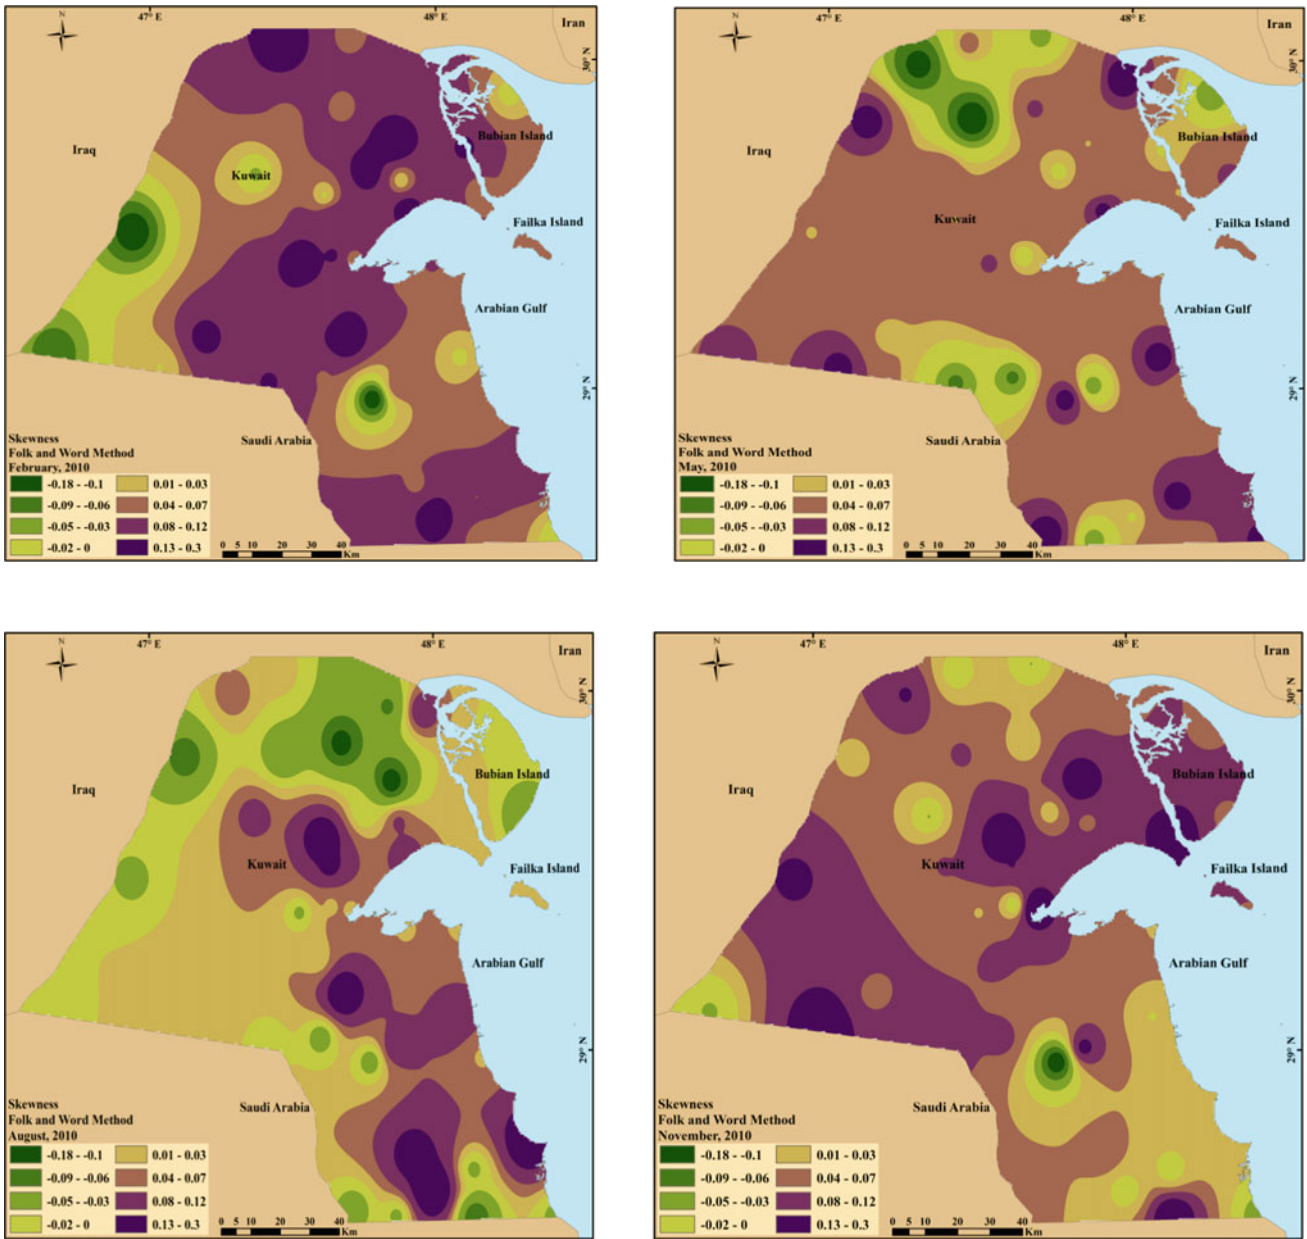 47° E
48° E
Iran
N
30° N
Iraq
Bubian Island
Kuwait
Failka Island
Arabian Gulf
29° N
Saudi Arabia
Skewness
Folk and Word Method
February, 2010
-0.18 - -0.1
0.01 - 0.03
-0.09 - -0.06
0.04 - 0.07
-0.05 - -0.03
0.08 - 0.12
-0.02 - 0
0.13 - 0.3
0 5 10 20 30 40
Km
47° E
48° E
Iran
N
30° N
Iraq
Bubian Island
Kuwait
Failka Island
Arabian Gulf
29° N
Saudi Arabia
Skewness
Folk and Word Method
May, 2010
-0.18 - -0.1
0.01 - 0.03
-0.09 - -0.06
0.04 - 0.07
-0.05 - -0.03
0.08 - 0.12
-0.02 - 0
0.13 - 0.3
0 5 10 20 30 40
Km
47° E
48° E
Iran
N
30° N
Iraq
Bubian Island
Kuwait
Failka Island
Arabian Gulf
29° N
Saudi Arabia
Skewness
Folk and Word Method
August, 2010
-0.18 - -0.1
0.01 - 0.03
-0.09 - -0.06
0.04 - 0.07
-0.05 - -0.03
0.08 - 0.12
-0.02 - 0
0.13 - 0.3
0 5 10 20 30 40
Km
47° E
48° E
Iran
N
30° N
Iraq
Bubian Island
Kuwait
Failka Island
Arabian Gulf
29° N
Saudi Arabia
Skewness
Folk and Word Method
November, 2010
-0.18 - -0.1
0.01 - 0.03
-0.09 - -0.06
0.04 - 0.07
-0.05 - -0.03
0.08 - 0.12
-0.02 - 0
0.13 - 0.3
0 5 10 20 30 40
Km